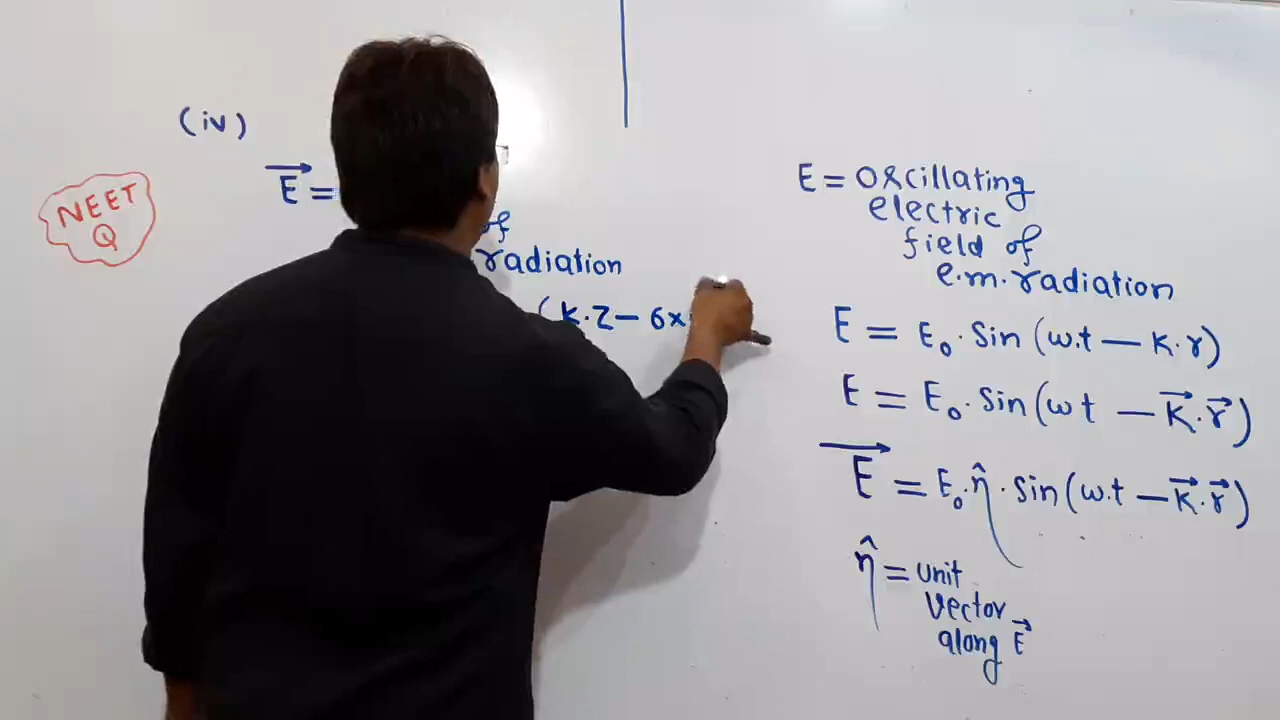 (iv)
NEET
Q
E⃗ =
of
radiation
(K.Z – 6x
E = Oscillating
electric
field of
e.m. radiation
E = E₀. Sin (ω.t – K.r)
E = E₀. Sin (ωt – K⃗.r⃗)
E⃗ = E₀.n̂. Sin (ω.t – K⃗.r⃗)
n̂ = unit
vector
along E⃗